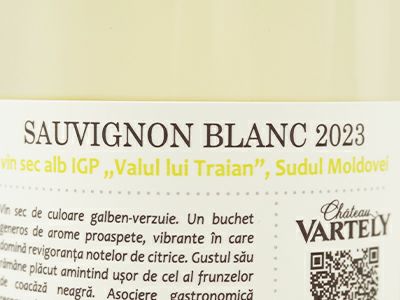 SAUVIGNON BLANC 2023
vin sec alb IGP „Valul lui Traian”, Sudul Moldovei
Vin sec de culoare galben-verzuie. Un buchet
generos de arome proaspete, vibrante în care
domină revigoranta notelor de citrice. Gustul său
rămâne plăcut amintind ușor de cel al frunzelor
de coacăză neagră. Asociere gastronomică
Château
VARTELY